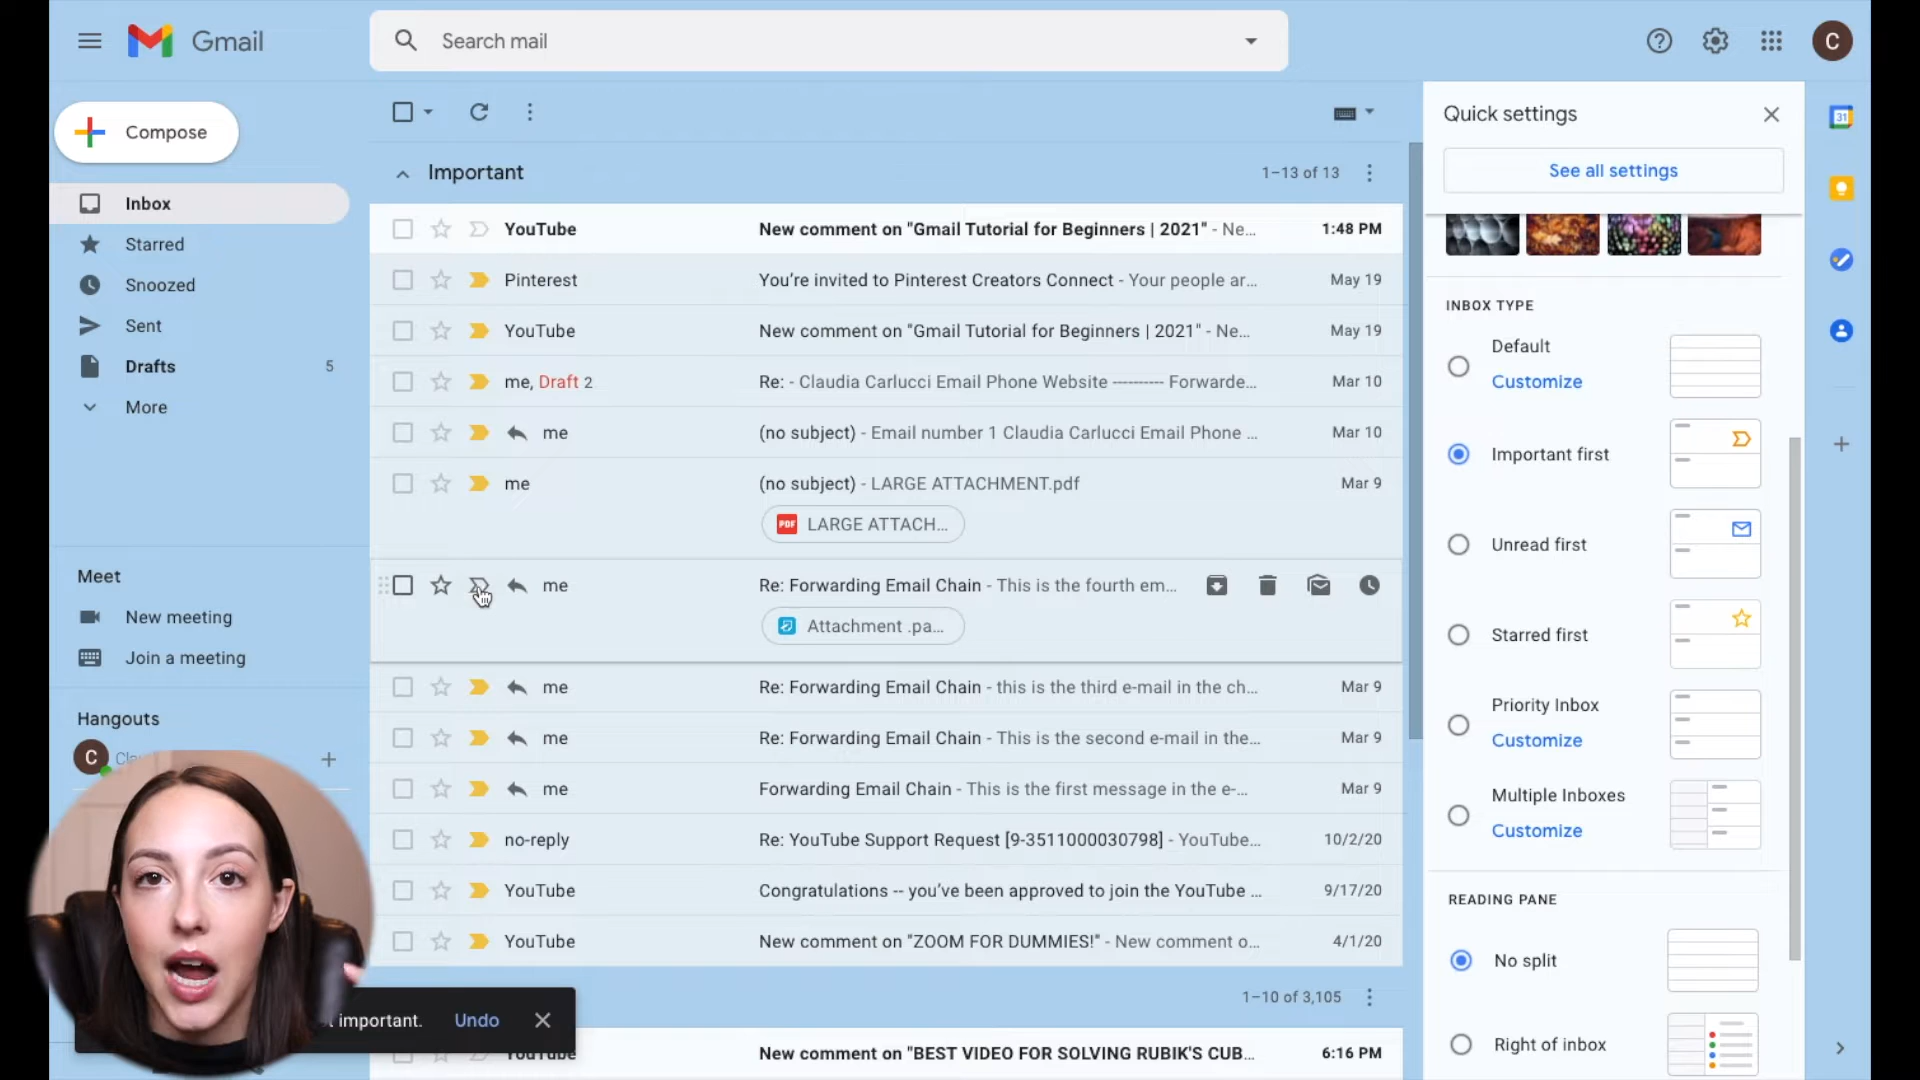 Gmail
Search mail
C
Compose
Inbox
Starred
Snoozed
Sent
Drafts 5
More
Meet
New meeting
Join a meeting
Hangouts
C
Important 1–13 of 13
YouTube New comment on "Gmail Tutorial for Beginners | 2021" - Ne... 1:48 PM
Pinterest You're invited to Pinterest Creators Connect - Your people ar... May 19
YouTube New comment on "Gmail Tutorial for Beginners | 2021" - Ne... May 19
me, Draft 2 Re: - Claudia Carlucci Email Phone Website ---------- Forwarde... Mar 10
me (no subject) - Email number 1 Claudia Carlucci Email Phone ... Mar 10
me (no subject) - LARGE ATTACHMENT.pdf Mar 9
PDF LARGE ATTACH...
me Re: Forwarding Email Chain - This is the fourth em...
Attachment .pa...
me Re: Forwarding Email Chain - this is the third e-mail in the ch... Mar 9
me Re: Forwarding Email Chain - This is the second e-mail in the... Mar 9
me Forwarding Email Chain - This is the first message in the e-... Mar 9
no-reply Re: YouTube Support Request [9-3511000030798] - YouTube... 10/2/20
YouTube Congratulations -- you've been approved to join the YouTube ... 9/17/20
YouTube New comment on "ZOOM FOR DUMMIES!" - New comment o... 4/1/20
1–10 of 3,105
important. Undo
YouTube New comment on "BEST VIDEO FOR SOLVING RUBIK'S CUB... 6:16 PM
Quick settings
See all settings
INBOX TYPE
Default
Customize
Important first
Unread first
Starred first
Priority Inbox
Customize
Multiple Inboxes
Customize
READING PANE
No split
Right of inbox
31